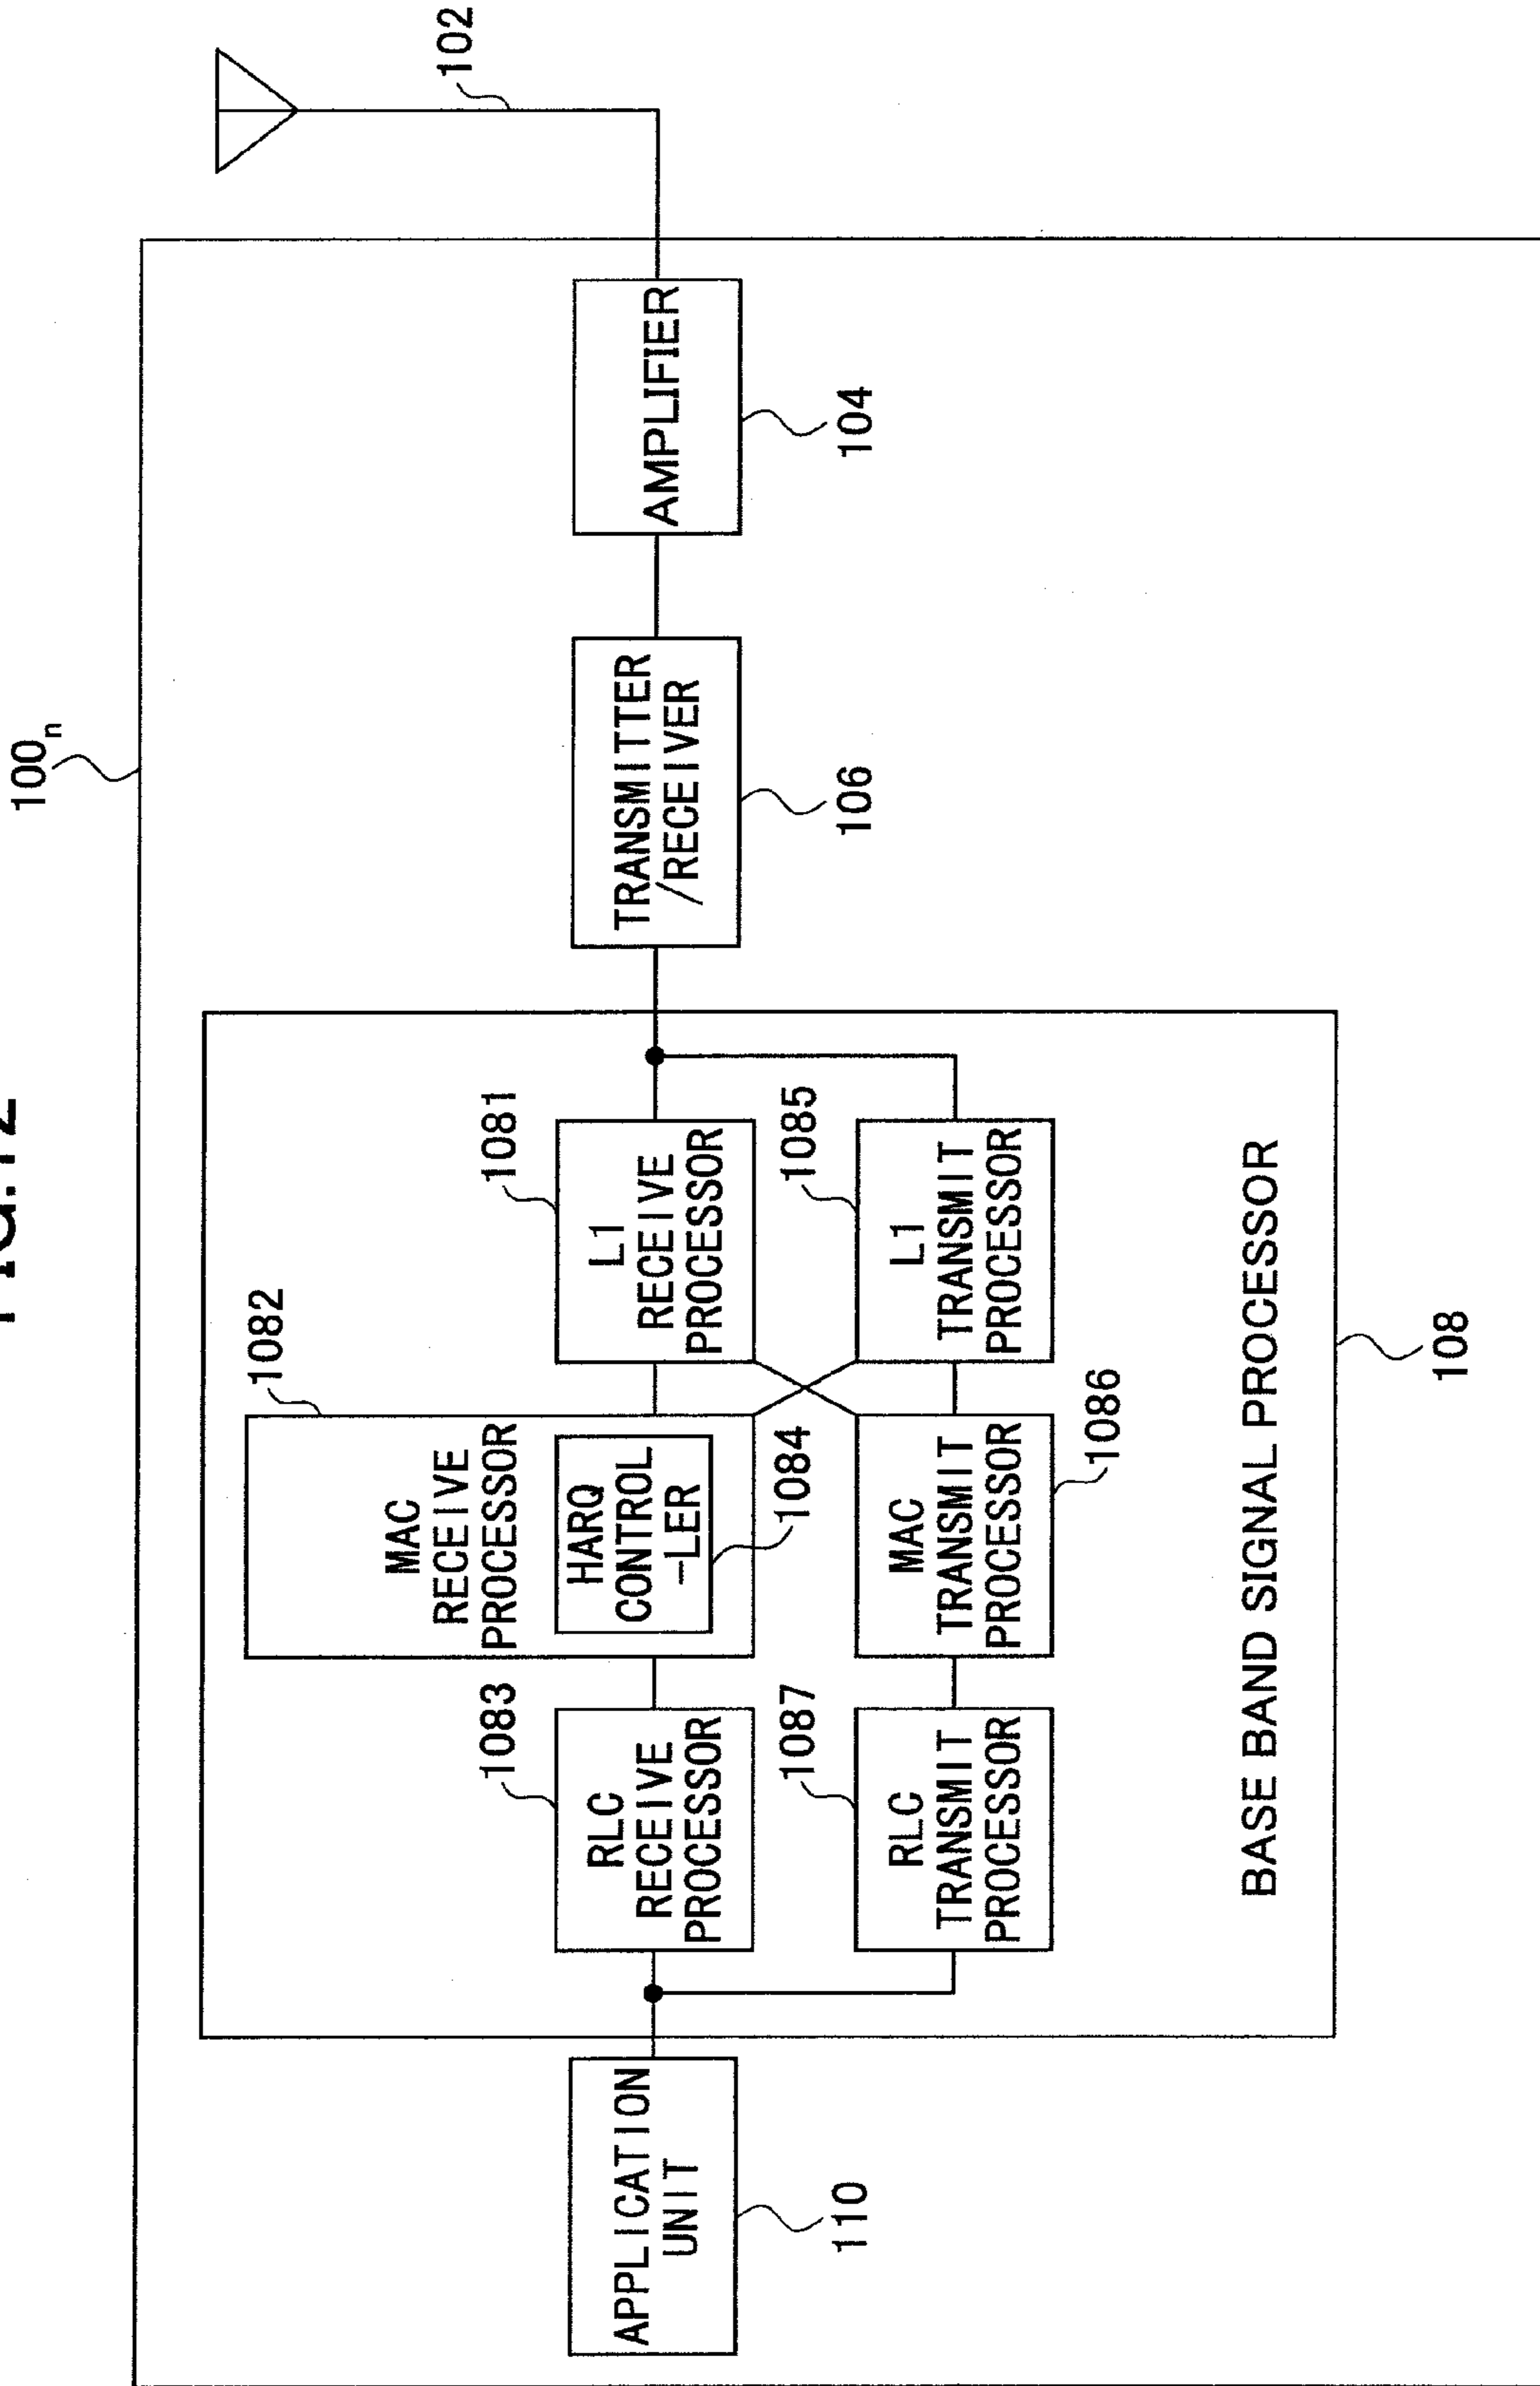 FIG.12
100n
102
AMPLIFIER
104
TRANSMITTER
/RECEIVER
106
1081
L1
RECEIVE
PROCESSOR
1085
L1
TRANSMIT
PROCESSOR
1082
MAC
RECEIVE
PROCESSOR
HARQ
CONTROL
-LER
1084
MAC
TRANSMIT
PROCESSOR
1086
1083
RLC
RECEIVE
PROCESSOR
1087
RLC
TRANSMIT
PROCESSOR
BASE BAND SIGNAL PROCESSOR
108
APPLICATION
UNIT
110